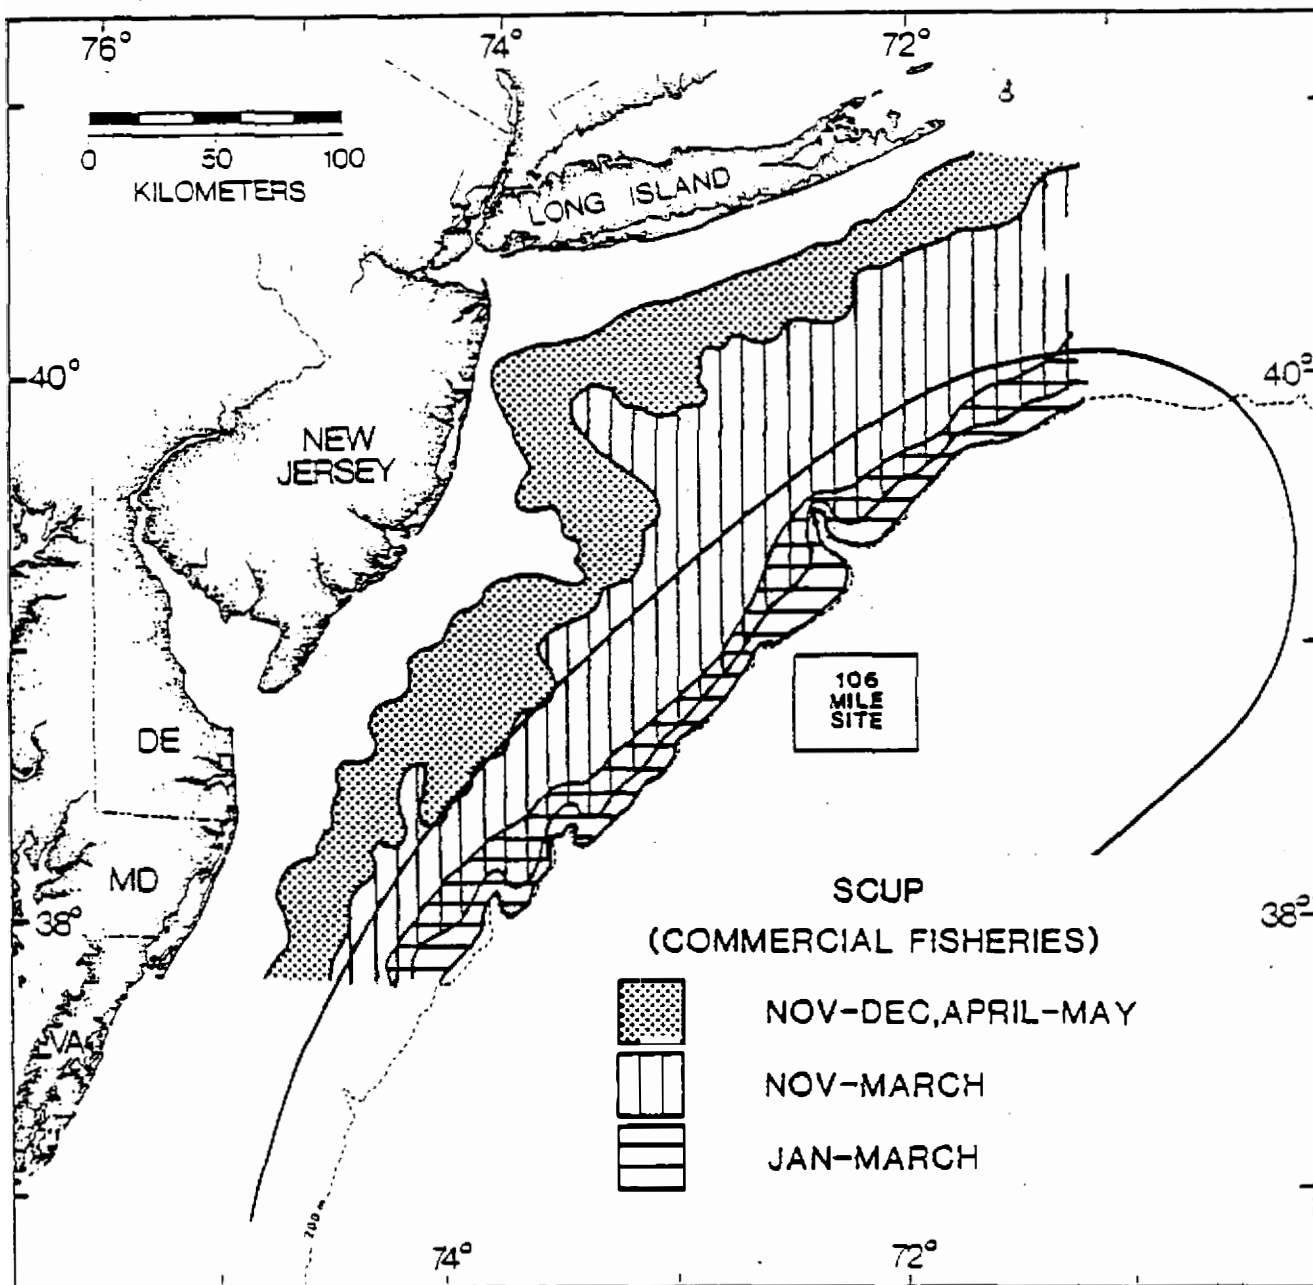 76°
74°
72°
0 50 100
KILOMETERS
LONG ISLAND
40°
40°
NEW
JERSEY
106
MILE
SITE
DE
MD
38°
38°
SCUP
(COMMERCIAL FISHERIES)
NOV-DEC,APRIL-MAY
VA
NOV-MARCH
JAN-MARCH
200 m
74°
72°